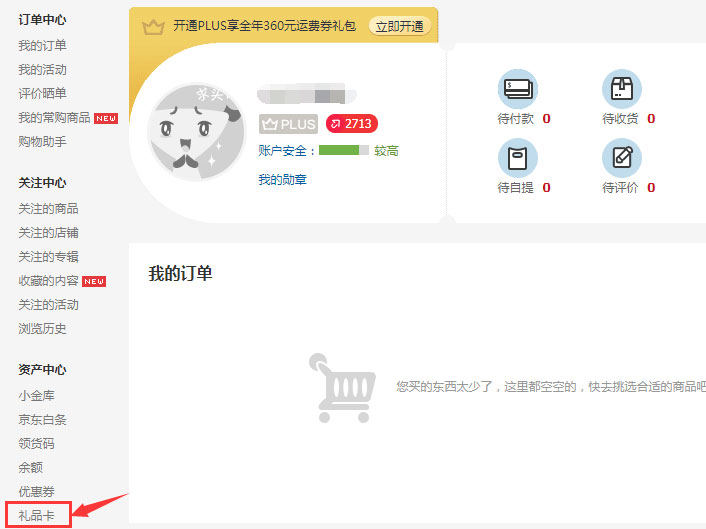 订单中心
我的订单
我的活动
评价晒单
我的常购商品 NEW
购物助手
关注中心
关注的商品
关注的店铺
关注的专辑
收藏的内容 NEW
关注的活动
浏览历史
资产中心
小金库
京东白条
领货码
余额
优惠券
礼品卡
开通PLUS享全年360元运费券礼包 立即开通
PLUS 2713
账户安全： 较高
我的勋章
待付款 0
待收货 0
待自提 0
待评价 0
我的订单
您买的东西太少了，这里都空空的，快去挑选合适的商品吧